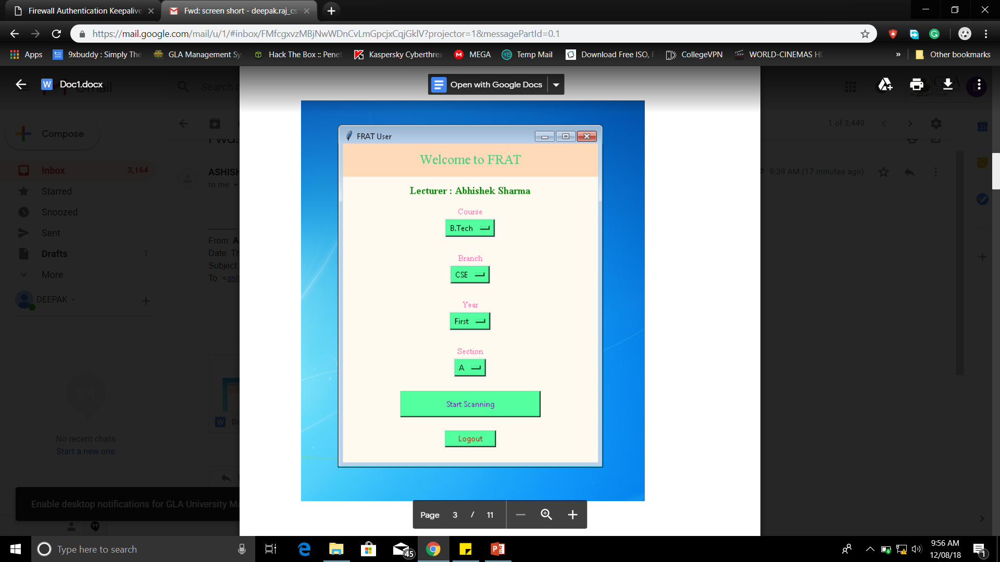 Firewall Authentication Keepalive
Fwd: screen short - deepak.raj_cs
https://mail.google.com/mail/u/1/#inbox/FMfcgxvzMBjNwWDnCvLmGpcjxCqjGklV?projector=1&messagePartId=0.1
Apps
9xbuddy : Simply The
GLA Management Sy
Hack The Box :: Penet
Kaspersky Cyberthrea
MEGA
Temp Mail
Download Free ISO, F
CollegeVPN
WORLD-CINEMAS HD
»
Other bookmarks
W
Doc1.docx
Gmail
Open with Google Docs
Compose
1 of 3,449
Fwd:
Inbox 3,164
Starred
Snoozed
Sent
Drafts 1
More
DEEPAK
ASHISH
9:39 AM (17 minutes ago)
to me
----------
From: A
Date: Th
Subject:
To: <ash
W Do
No recent chats
Start a new one
Enable desktop notifications for GLA University Ma
FRAT User
Welcome to FRAT
Lecturer : Abhishek Sharma
Course
B.Tech
Branch
CSE
Year
First
Section
A
Start Scanning
Logout
Page 3 / 11
Type here to search
45
9:56 AM
12/08/18
1